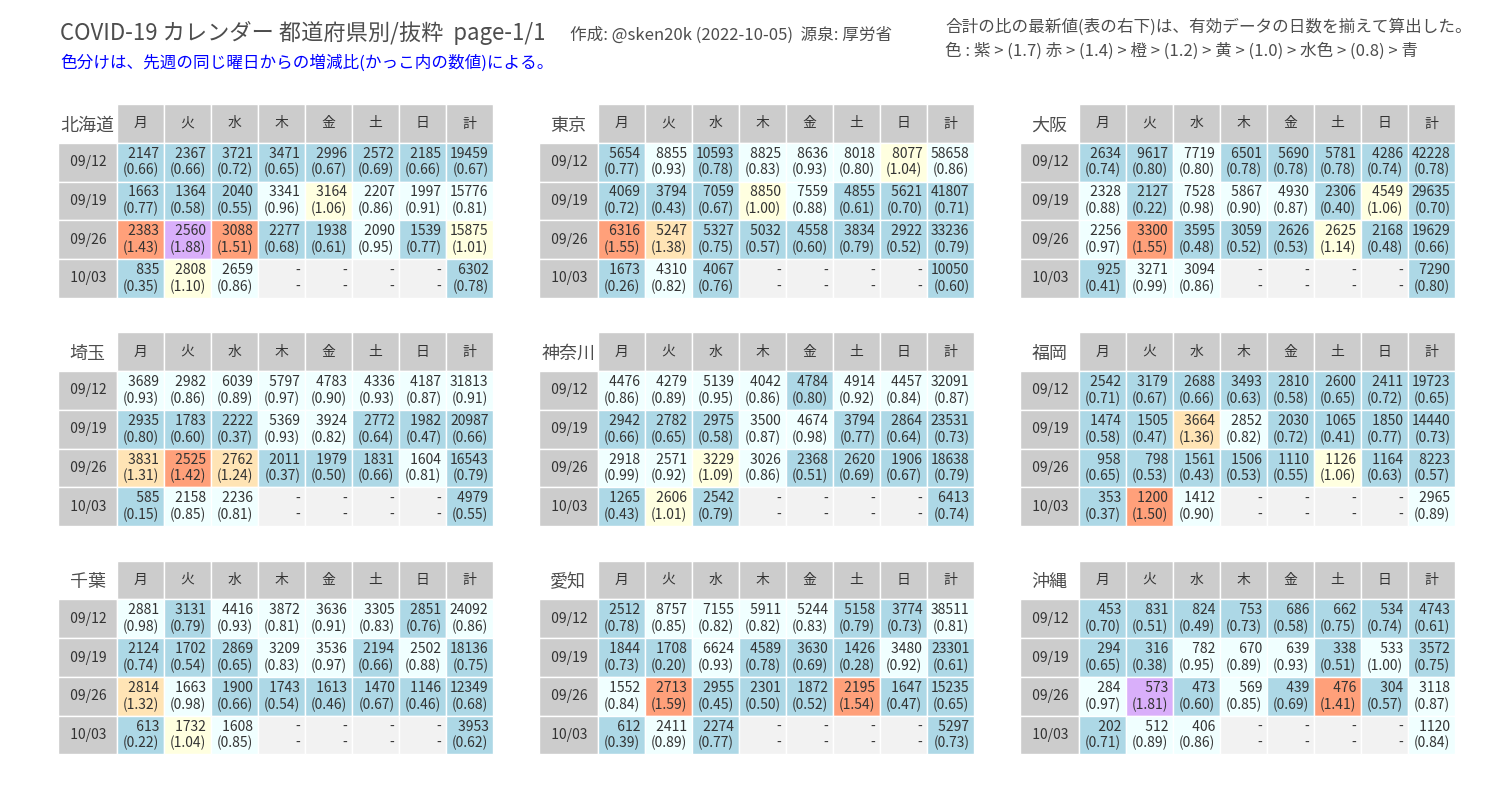 COVID-19 カレンダー 都道府県別/抜粋 page-1/1 作成: @sken20k (2022-10-05) 源泉: 厚労省
合計の比の最新値(表の右下)は、有効データの日数を揃えて算出した。
色分けは、先週の同じ曜日からの増減比(かっこ内の数値)による。
色 : 紫 > (1.7) 赤 > (1.4) > 橙 > (1.2) > 黄 > (1.0) > 水色 > (0.8) > 青
北海道 月 火 水 木 金 土 日 計
09/12 2147 2367 3721 3471 2996 2572 2185 19459
(0.66) (0.66) (0.72) (0.65) (0.67) (0.69) (0.66) (0.67)
09/19 1663 1364 2040 3341 3164 2207 1997 15776
(0.77) (0.58) (0.55) (0.96) (1.06) (0.86) (0.91) (0.81)
09/26 2383 2560 3088 2277 1938 2090 1539 15875
(1.43) (1.88) (1.51) (0.68) (0.61) (0.95) (0.77) (1.01)
10/03 835 2808 2659 - - - - 6302
(0.35) (1.10) (0.86) - - - - (0.78)
東京 月 火 水 木 金 土 日 計
09/12 5654 8855 10593 8825 8636 8018 8077 58658
(0.77) (0.93) (0.78) (0.83) (0.93) (0.80) (1.04) (0.86)
09/19 4069 3794 7059 8850 7559 4855 5621 41807
(0.72) (0.43) (0.67) (1.00) (0.88) (0.61) (0.70) (0.71)
09/26 6316 5247 5327 5032 4558 3834 2922 33236
(1.55) (1.38) (0.75) (0.57) (0.60) (0.79) (0.52) (0.79)
10/03 1673 4310 4067 - - - - 10050
(0.26) (0.82) (0.76) - - - - (0.60)
大阪 月 火 水 木 金 土 日 計
09/12 2634 9617 7719 6501 5690 5781 4286 42228
(0.74) (0.80) (0.80) (0.78) (0.78) (0.78) (0.74) (0.78)
09/19 2328 2127 7528 5867 4930 2306 4549 29635
(0.88) (0.22) (0.98) (0.90) (0.87) (0.40) (1.06) (0.70)
09/26 2256 3300 3595 3059 2626 2625 2168 19629
(0.97) (1.55) (0.48) (0.52) (0.53) (1.14) (0.48) (0.66)
10/03 925 3271 3094 - - - - 7290
(0.41) (0.99) (0.86) - - - - (0.80)
埼玉 月 火 水 木 金 土 日 計
09/12 3689 2982 6039 5797 4783 4336 4187 31813
(0.93) (0.86) (0.89) (0.97) (0.90) (0.93) (0.87) (0.91)
09/19 2935 1783 2222 5369 3924 2772 1982 20987
(0.80) (0.60) (0.37) (0.93) (0.82) (0.64) (0.47) (0.66)
09/26 3831 2525 2762 2011 1979 1831 1604 16543
(1.31) (1.42) (1.24) (0.37) (0.50) (0.66) (0.81) (0.79)
10/03 585 2158 2236 - - - - 4979
(0.15) (0.85) (0.81) - - - - (0.55)
神奈川 月 火 水 木 金 土 日 計
09/12 4476 4279 5139 4042 4784 4914 4457 32091
(0.86) (0.89) (0.95) (0.86) (0.80) (0.92) (0.84) (0.87)
09/19 2942 2782 2975 3500 4674 3794 2864 23531
(0.66) (0.65) (0.58) (0.87) (0.98) (0.77) (0.64) (0.73)
09/26 2918 2571 3229 3026 2368 2620 1906 18638
(0.99) (0.92) (1.09) (0.86) (0.51) (0.69) (0.67) (0.79)
10/03 1265 2606 2542 - - - - 6413
(0.43) (1.01) (0.79) - - - - (0.74)
福岡 月 火 水 木 金 土 日 計
09/12 2542 3179 2688 3493 2810 2600 2411 19723
(0.71) (0.67) (0.66) (0.63) (0.58) (0.65) (0.72) (0.65)
09/19 1474 1505 3664 2852 2030 1065 1850 14440
(0.58) (0.47) (1.36) (0.82) (0.72) (0.41) (0.77) (0.73)
09/26 958 798 1561 1506 1110 1126 1164 8223
(0.65) (0.53) (0.43) (0.53) (0.55) (1.06) (0.63) (0.57)
10/03 353 1200 1412 - - - - 2965
(0.37) (1.50) (0.90) - - - - (0.89)
千葉 月 火 水 木 金 土 日 計
09/12 2881 3131 4416 3872 3636 3305 2851 24092
(0.98) (0.79) (0.93) (0.81) (0.91) (0.83) (0.76) (0.86)
09/19 2124 1702 2869 3209 3536 2194 2502 18136
(0.74) (0.54) (0.65) (0.83) (0.97) (0.66) (0.88) (0.75)
09/26 2814 1663 1900 1743 1613 1470 1146 12349
(1.32) (0.98) (0.66) (0.54) (0.46) (0.67) (0.46) (0.68)
10/03 613 1732 1608 - - - - 3953
(0.22) (1.04) (0.85) - - - - (0.62)
愛知 月 火 水 木 金 土 日 計
09/12 2512 8757 7155 5911 5244 5158 3774 38511
(0.78) (0.85) (0.82) (0.82) (0.83) (0.79) (0.73) (0.81)
09/19 1844 1708 6624 4589 3630 1426 3480 23301
(0.73) (0.20) (0.93) (0.78) (0.69) (0.28) (0.92) (0.61)
09/26 1552 2713 2955 2301 1872 2195 1647 15235
(0.84) (1.59) (0.45) (0.50) (0.52) (1.54) (0.47) (0.65)
10/03 612 2411 2274 - - - - 5297
(0.39) (0.89) (0.77) - - - - (0.73)
沖縄 月 火 水 木 金 土 日 計
09/12 453 831 824 753 686 662 534 4743
(0.70) (0.51) (0.49) (0.73) (0.58) (0.75) (0.74) (0.61)
09/19 294 316 782 670 639 338 533 3572
(0.65) (0.38) (0.95) (0.89) (0.93) (0.51) (1.00) (0.75)
09/26 284 573 473 569 439 476 304 3118
(0.97) (1.81) (0.60) (0.85) (0.69) (1.41) (0.57) (0.87)
10/03 202 512 406 - - - - 1120
(0.71) (0.89) (0.86) - - - - (0.84)